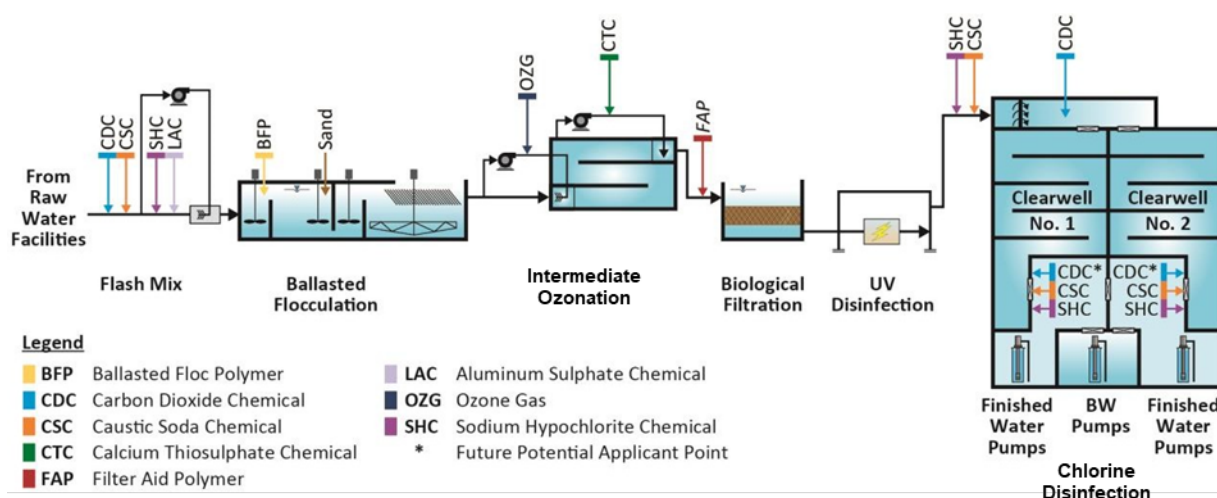 SHC
CSC
CDC
CTC
OZG
FAP
BFP
Sand
CDC
CSC
SHC
LAC
From
Raw
Water
Facilities
Flash Mix
Ballasted
Flocculation
Intermediate
Ozonation
Biological
Filtration
UV
Disinfection
Clearwell
No. 1
Clearwell
No. 2
CDC*
CSC
SHC
CDC*
CSC
SHC
Finished
Water
Pumps
BW
Pumps
Finished
Water
Pumps
Chlorine
Disinfection
Legend
BFP Ballasted Floc Polymer
CDC Carbon Dioxide Chemical
CSC Caustic Soda Chemical
CTC Calcium Thiosulphate Chemical
FAP Filter Aid Polymer
LAC Aluminum Sulphate Chemical
OZG Ozone Gas
SHC Sodium Hypochlorite Chemical
* Future Potential Applicant Point